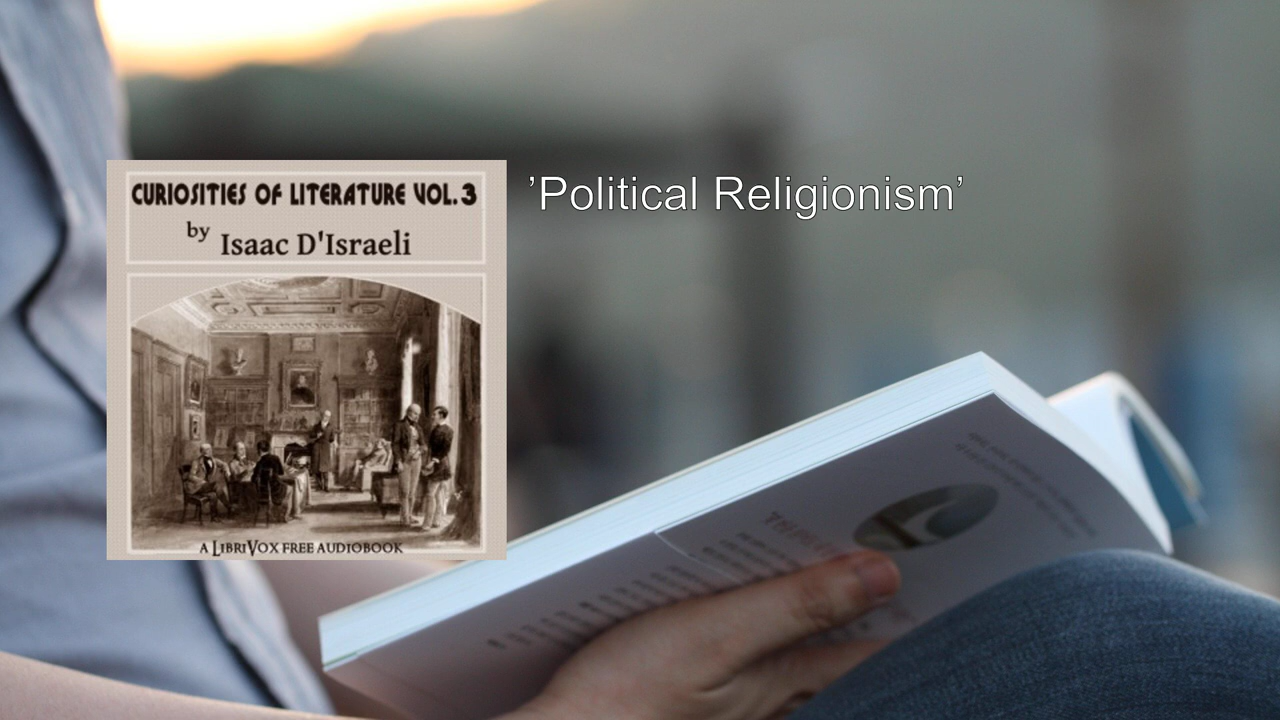 CURIOSITIES OF LITERATURE VOL.3
by Isaac D'Israeli
A LIBRIVOX FREE AUDIOBOOK
’Political Religionism’